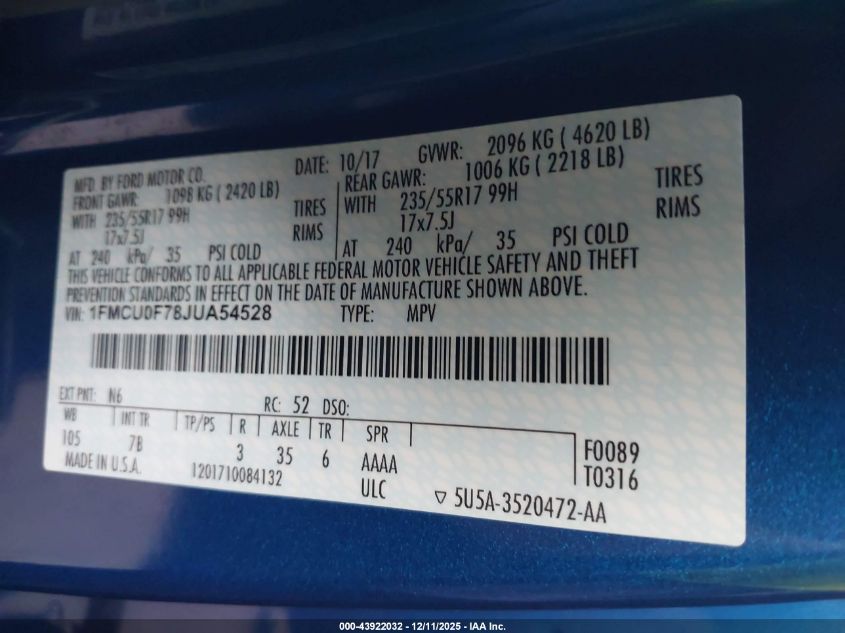 MFD. BY FORD MOTOR CO. DATE: 10/17 GVWR: 2096 KG ( 4620 LB)
FRONT GAWR: 1098 KG ( 2420 LB) REAR GAWR: 1006 KG ( 2218 LB)
WITH 235/55R17 99H TIRES WITH 235/55R17 99H TIRES
17x7.5J RIMS 17x7.5J RIMS
AT 240 kPa/ 35 PSI COLD AT 240 kPa/ 35 PSI COLD
THIS VEHICLE CONFORMS TO ALL APPLICABLE FEDERAL MOTOR VEHICLE SAFETY AND THEFT
PREVENTION STANDARDS IN EFFECT ON THE DATE OF MANUFACTURE SHOWN ABOVE.
VIN: 1FMCU0F78JUA54528 TYPE: MPV
EXT PNT: N6 RC: 52 DSO:
WB INT TR TP/PS R AXLE TR SPR
105 7B 3 35 6 AAAA F0089
MADE IN U.S.A. 1201710084132 ULC T0316
5U5A-3520472-AA
000-43922032 - 12/11/2025 - IAA Inc.